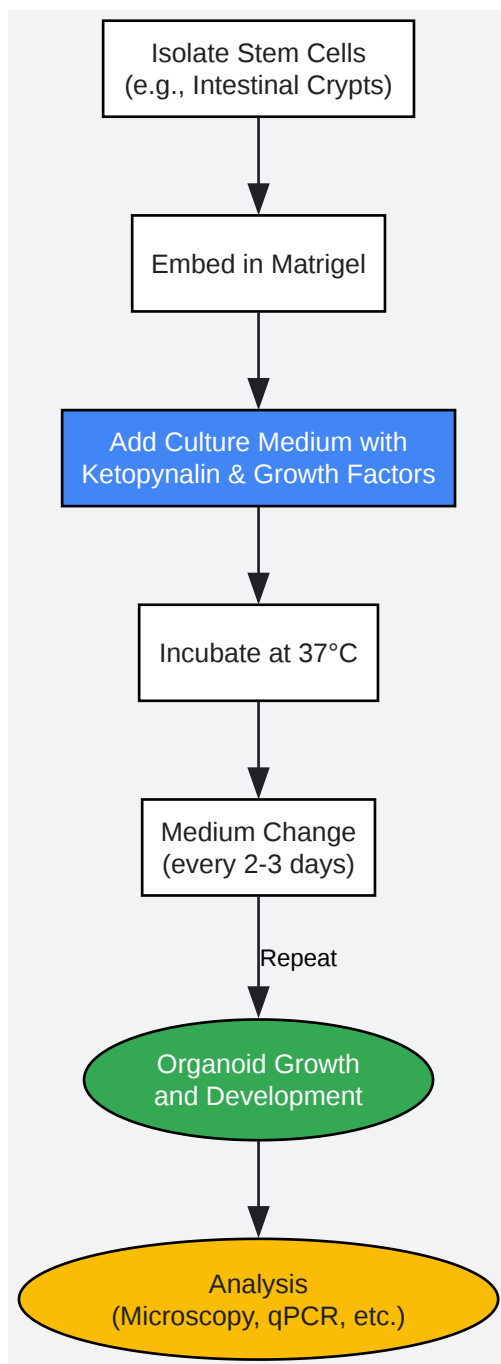 Isolate Stem Cells
(e.g., Intestinal Crypts)
Embed in Matrigel
Add Culture Medium with
Ketopynalin & Growth Factors
Incubate at 37°C
Medium Change
(every 2-3 days)
Repeat
Organoid Growth
and Development
Analysis
(Microscopy, qPCR, etc.)